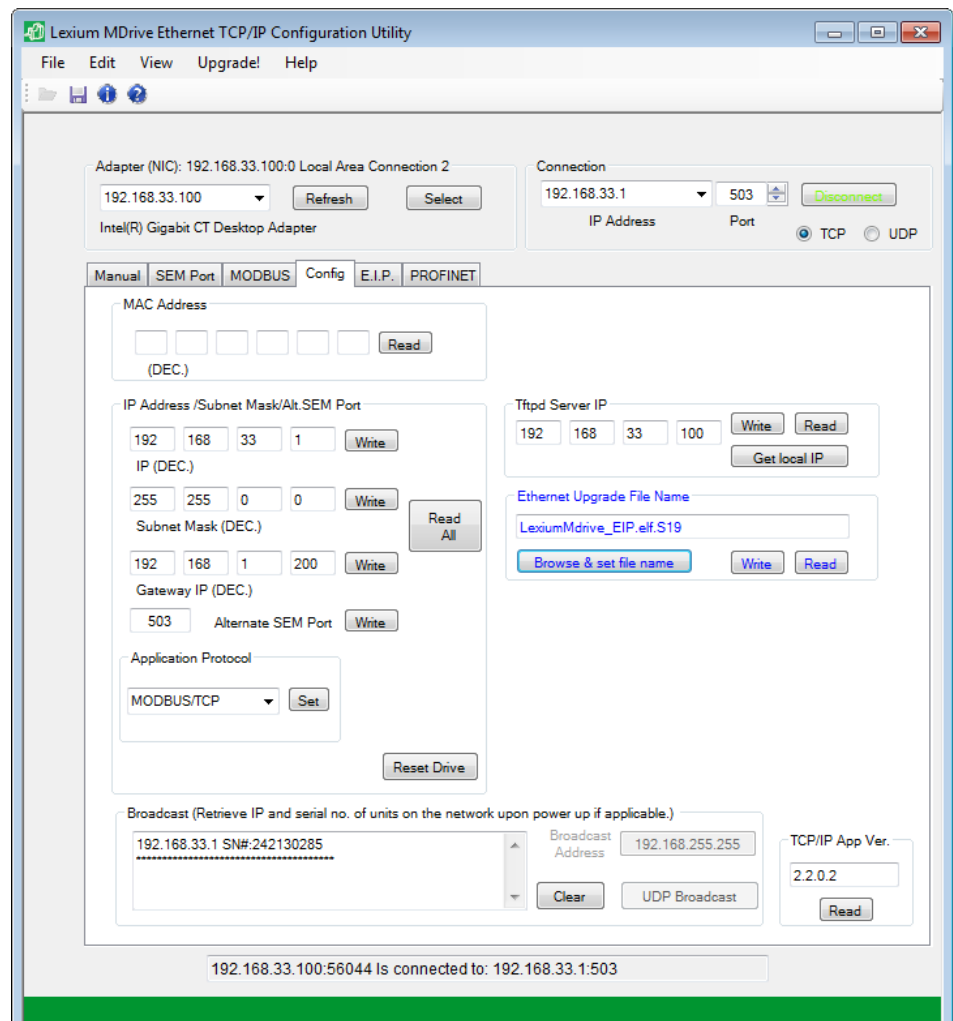 Lexium MDrive Ethernet TCP/IP Configuration Utility
File Edit View Upgrade! Help
Adapter (NIC): 192.168.33.100:0 Local Area Connection 2
192.168.33.100 Refresh Select
Intel(R) Gigabit CT Desktop Adapter
Connection
192.168.33.1 503 Disconnect
IP Address Port
TCP UDP
Manual SEM Port MODBUS Config E.I.P. PROFINET
MAC Address
Read
(DEC.)
IP Address /Subnet Mask/Alt.SEM Port
192 168 33 1 Write
IP (DEC.)
255 255 0 0 Write
Subnet Mask (DEC.)
Read
All
192 168 1 200 Write
Gateway IP (DEC.)
503 Alternate SEM Port Write
Application Protocol
MODBUS/TCP Set
Reset Drive
Tftpd Server IP
192 168 33 100 Write Read
Get local IP
Ethernet Upgrade File Name
LexiumMdrive_EIP.elf.S19
Browse & set file name Write Read
Broadcast (Retrieve IP and serial no. of units on the network upon power up if applicable.)
192.168.33.1 SN#:242130285
**************************************
Broadcast
Address
192.168.255.255
Clear UDP Broadcast
TCP/IP App Ver.
2.2.0.2
Read
192.168.33.100:56044 Is connected to: 192.168.33.1:503